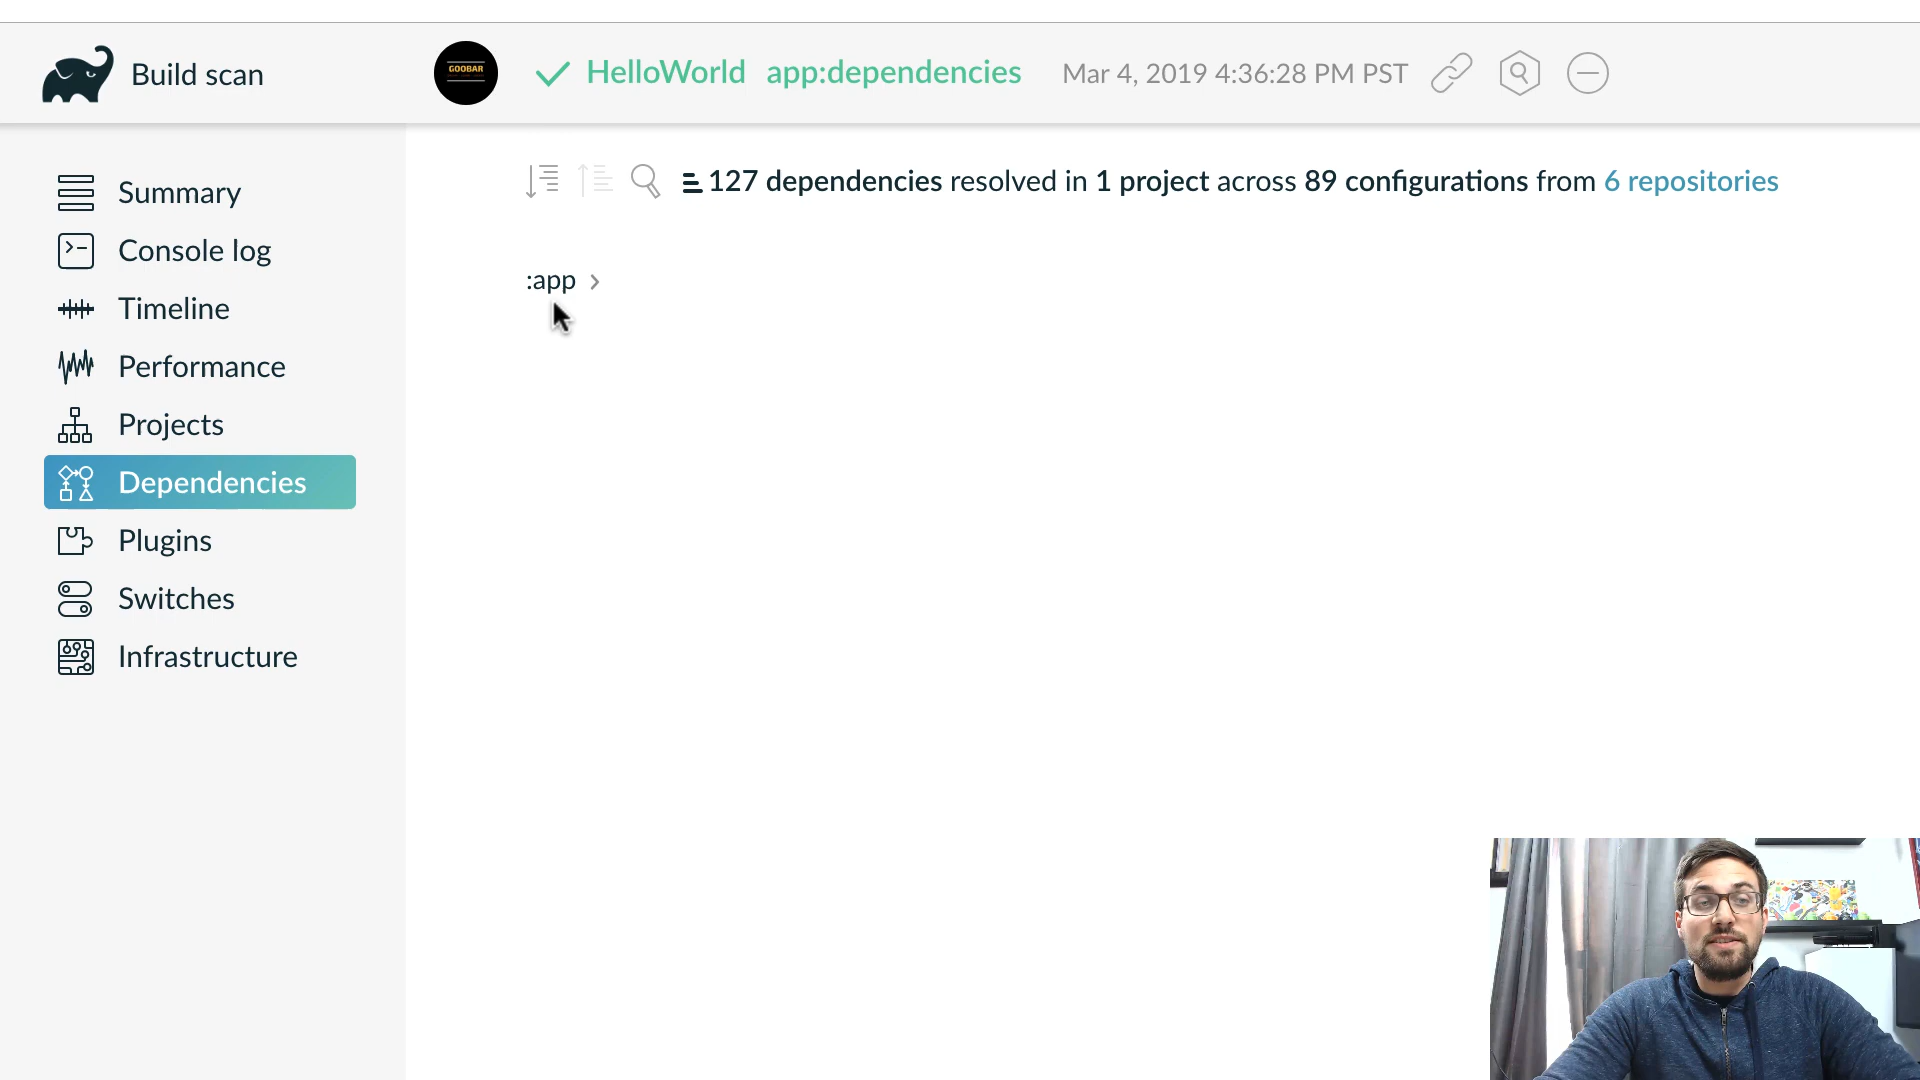 Build scan
GOOBAR
HelloWorld app:dependencies Mar 4, 2019 4:36:28 PM PST
Summary
Console log
Timeline
Performance
Projects
Dependencies
Plugins
Switches
Infrastructure
127 dependencies resolved in 1 project across 89 configurations from 6 repositories
:app